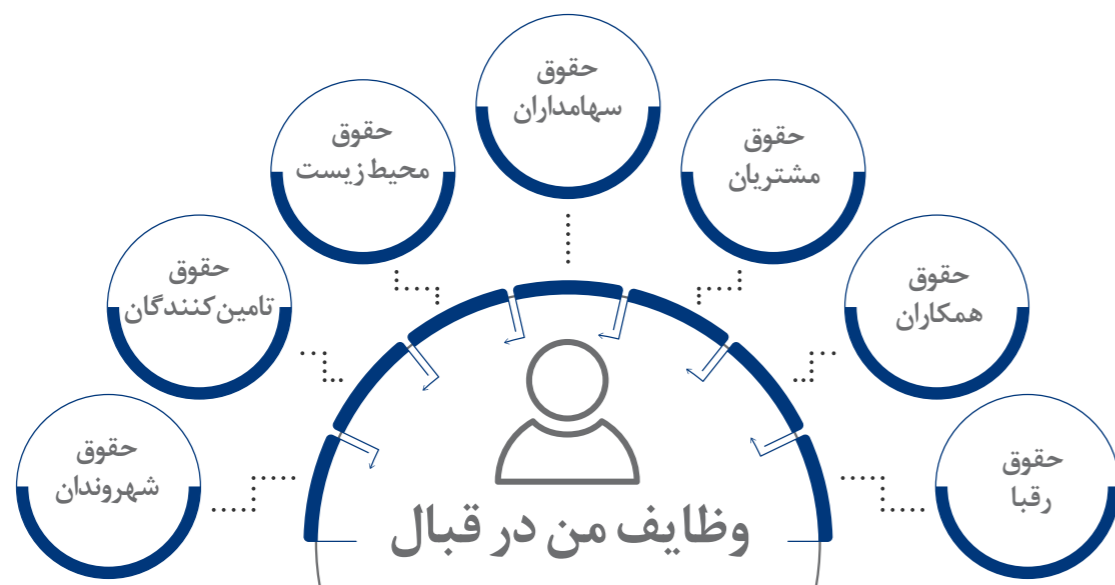 حقوق
سهامداران
حقوق
مشتریان
حقوق
محیط زیست
حقوق
همکاران
حقوق
تامین‌کنندگان
حقوق
رقبا
حقوق
شهروندان
وظایف من در قبال